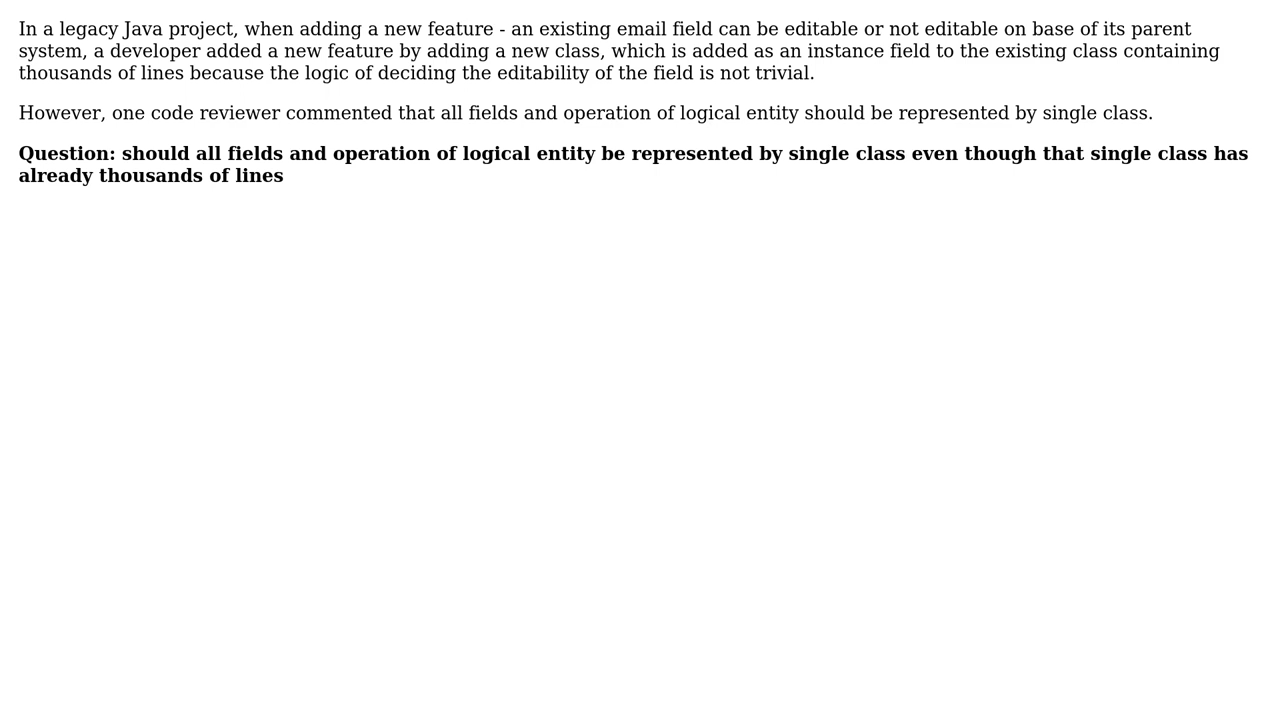 In a legacy Java project, when adding a new feature - an existing email field can be editable or not editable on base of its parent
system, a developer added a new feature by adding a new class, which is added as an instance field to the existing class containing
thousands of lines because the logic of deciding the editability of the field is not trivial.
However, one code reviewer commented that all fields and operation of logical entity should be represented by single class.
Question: should all fields and operation of logical entity be represented by single class even though that single class has
already thousands of lines